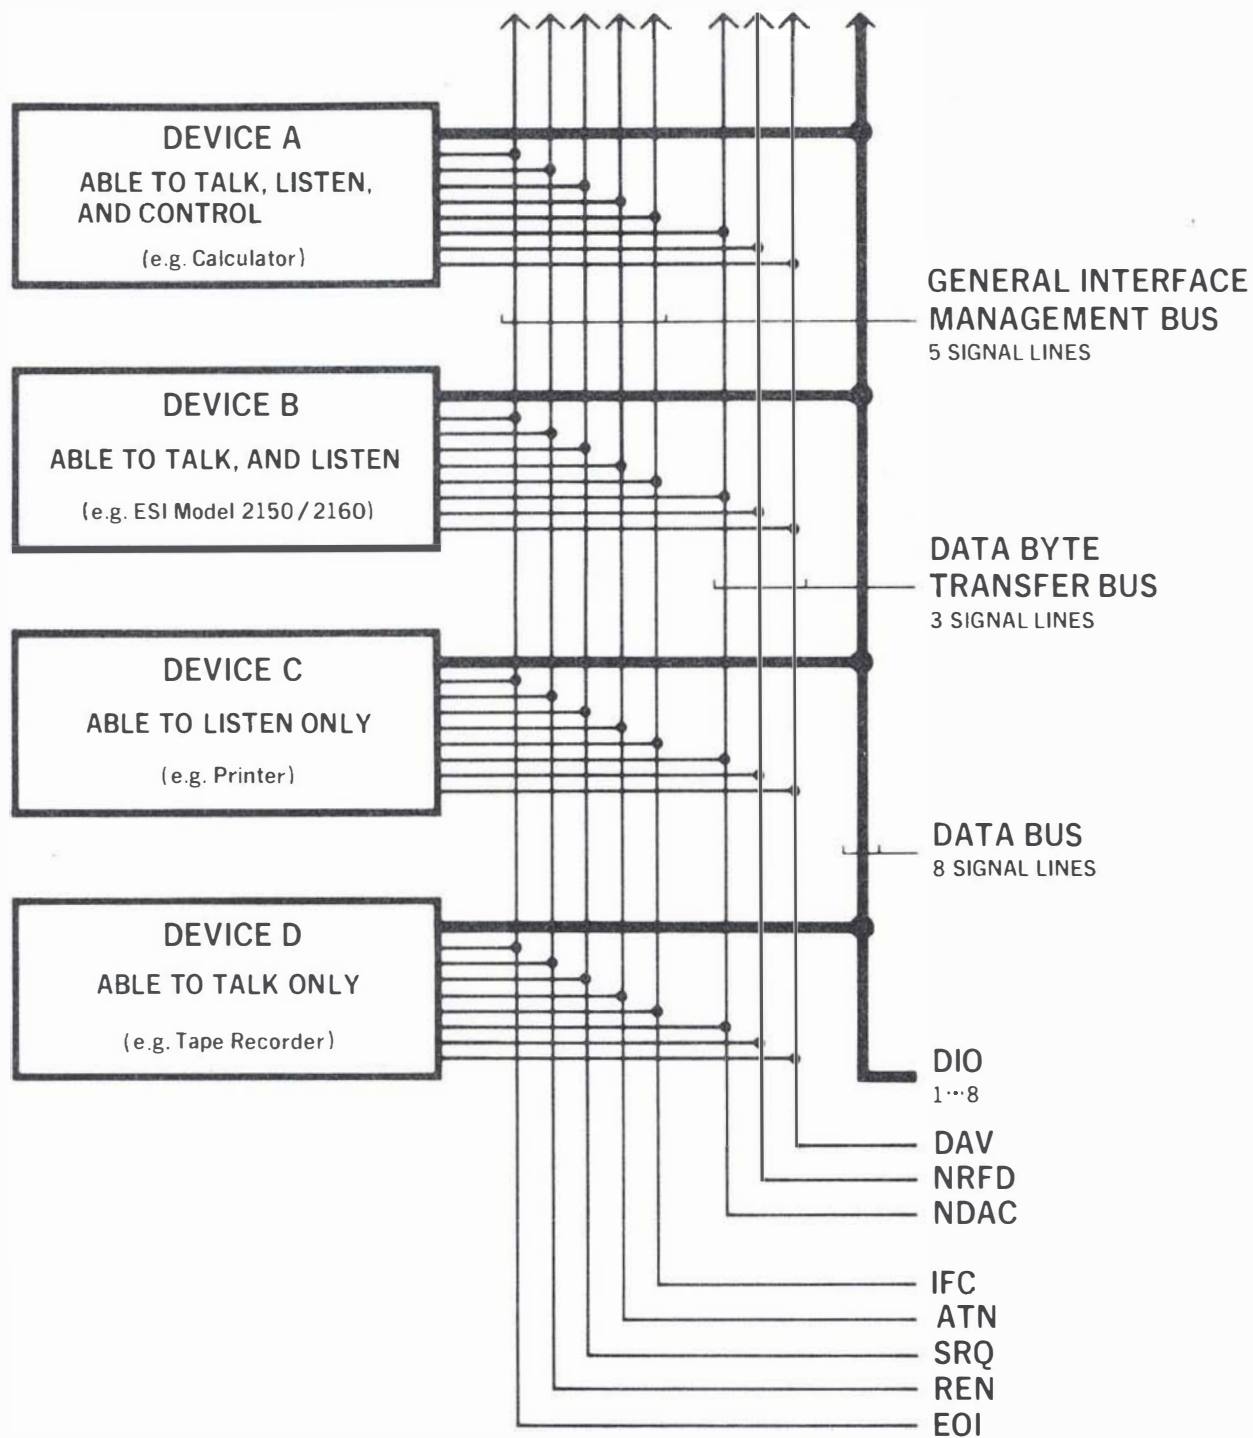 DEVICE A
ABLE TO TALK, LISTEN,
AND CONTROL
(e.g. Calculator)
GENERAL INTERFACE
MANAGEMENT BUS
5 SIGNAL LINES
DEVICE B
ABLE TO TALK, AND LISTEN
(e.g. ESI Model 2150/2160)
DATA BYTE
TRANSFER BUS
3 SIGNAL LINES
DEVICE C
ABLE TO LISTEN ONLY
(e.g. Printer)
DATA BUS
8 SIGNAL LINES
DEVICE D
ABLE TO TALK ONLY
(e.g. Tape Recorder)
DIO
1···8
DAV
NRFD
NDAC
IFC
ATN
SRQ
REN
EOI